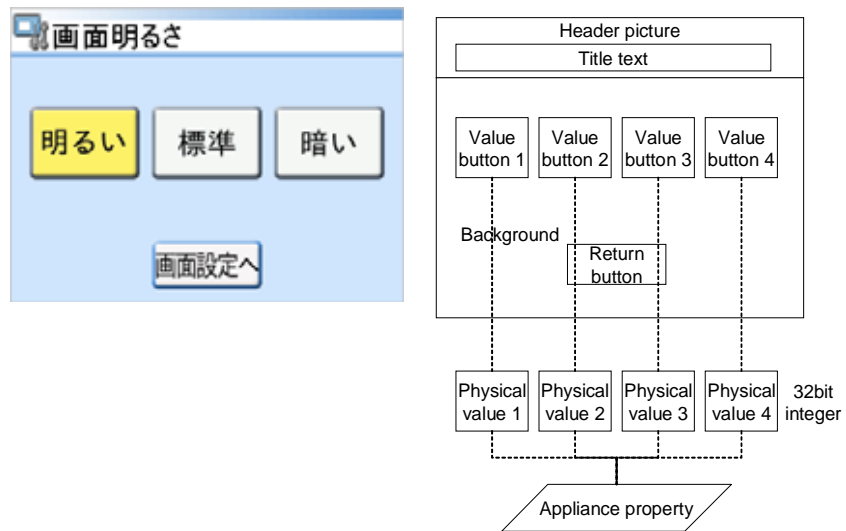 画面明るさ
明るい
標準
暗い
画面設定へ
Header picture
Title text
Value
button 1
Value
button 2
Value
button 3
Value
button 4
Background
Return
button
Physical
value 1
Physical
value 2
Physical
value 3
Physical
value 4
32bit
integer
Appliance property